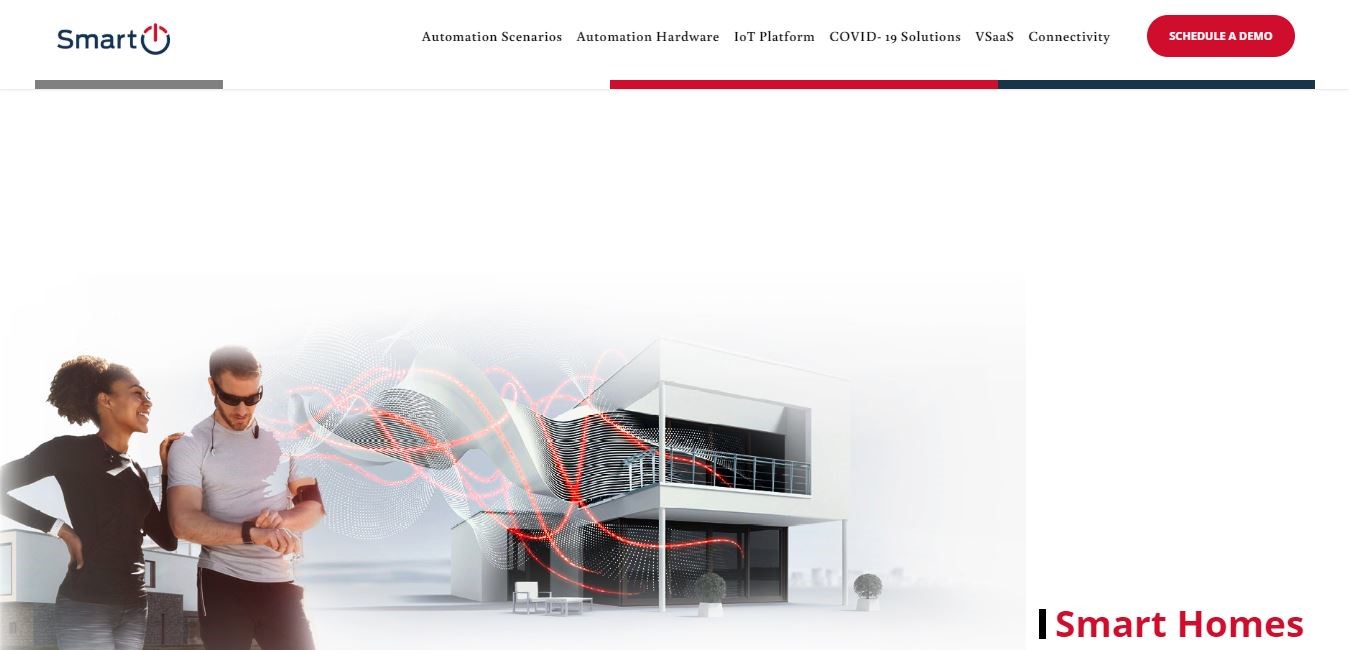 Smart
Automation Scenarios Automation Hardware IoT Platform COVID- 19 Solutions VSaaS Connectivity SCHEDULE A DEMO
Smart Homes